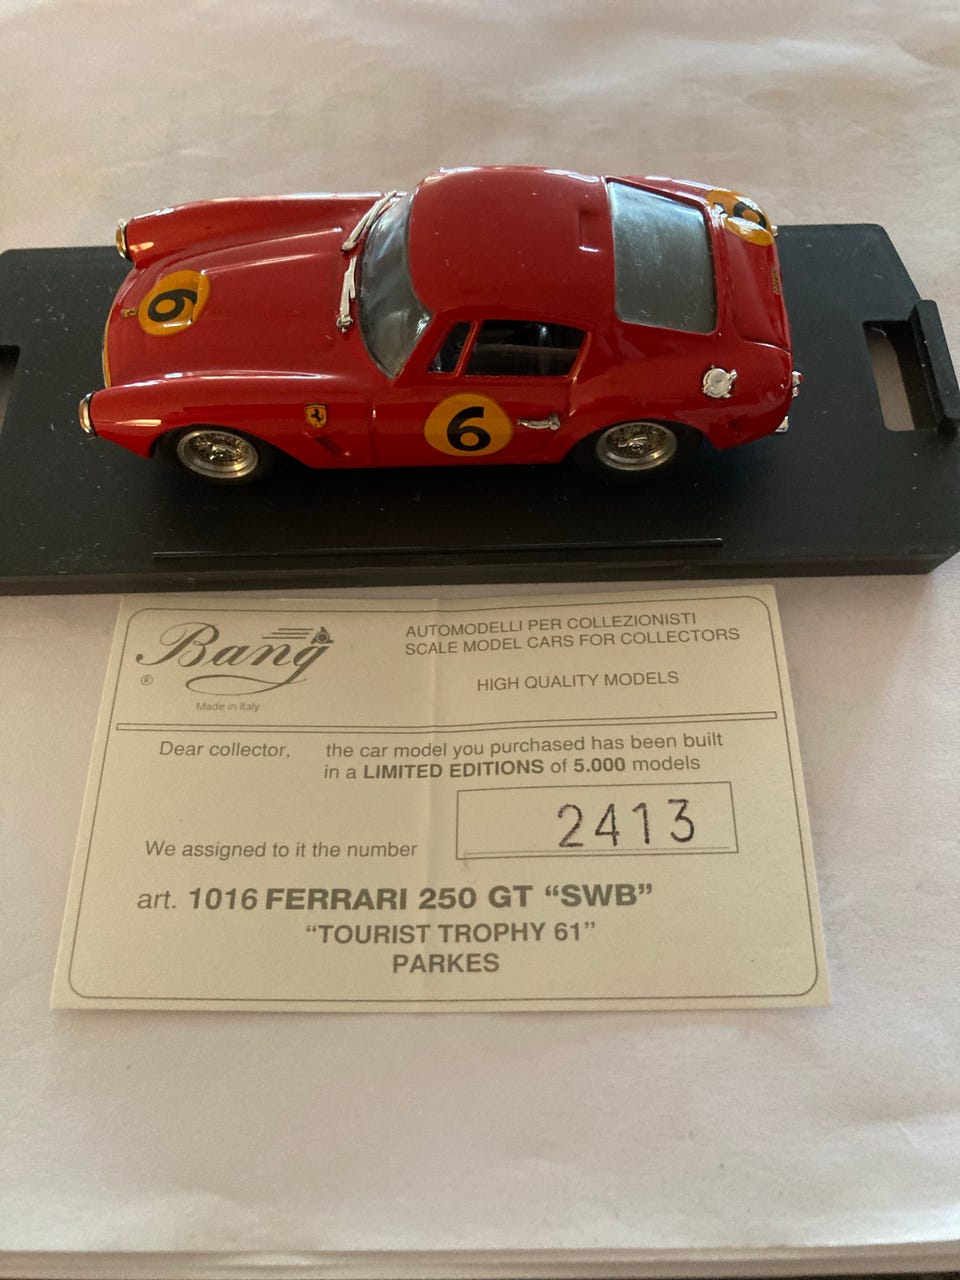 6
6
6
Bang
®
Made in Italy
AUTOMODELLI PER COLLEZIONISTI
SCALE MODEL CARS FOR COLLECTORS
HIGH QUALITY MODELS
Dear collector, the car model you purchased has been built
in a LIMITED EDITIONS of 5.000 models
We assigned to it the number 2413
art. 1016 FERRARI 250 GT “SWB”
“TOURIST TROPHY 61”
PARKES